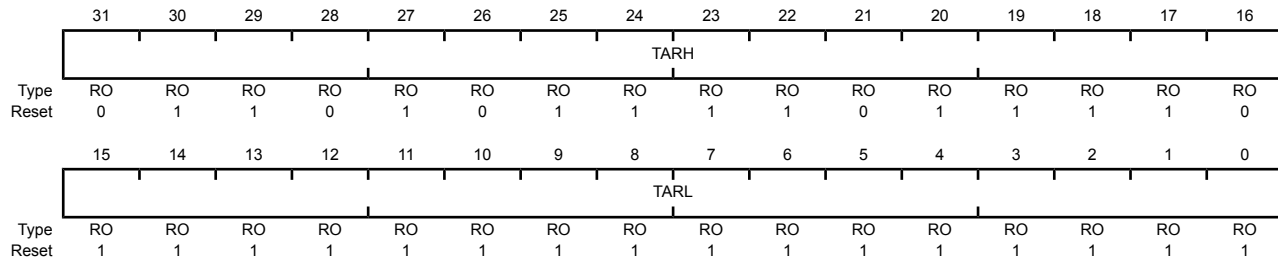 31 30 29 28 27 26 25 24 23 22 21 20 19 18 17 16
TARH
Type RO RO RO RO RO RO RO RO RO RO RO RO RO RO RO RO
Reset 0 1 1 0 1 0 1 1 1 1 0 1 1 1 1 0
15 14 13 12 11 10 9 8 7 6 5 4 3 2 1 0
TARL
Type RO RO RO RO RO RO RO RO RO RO RO RO RO RO RO RO
Reset 1 1 1 1 1 1 1 1 1 1 1 1 1 1 1 1